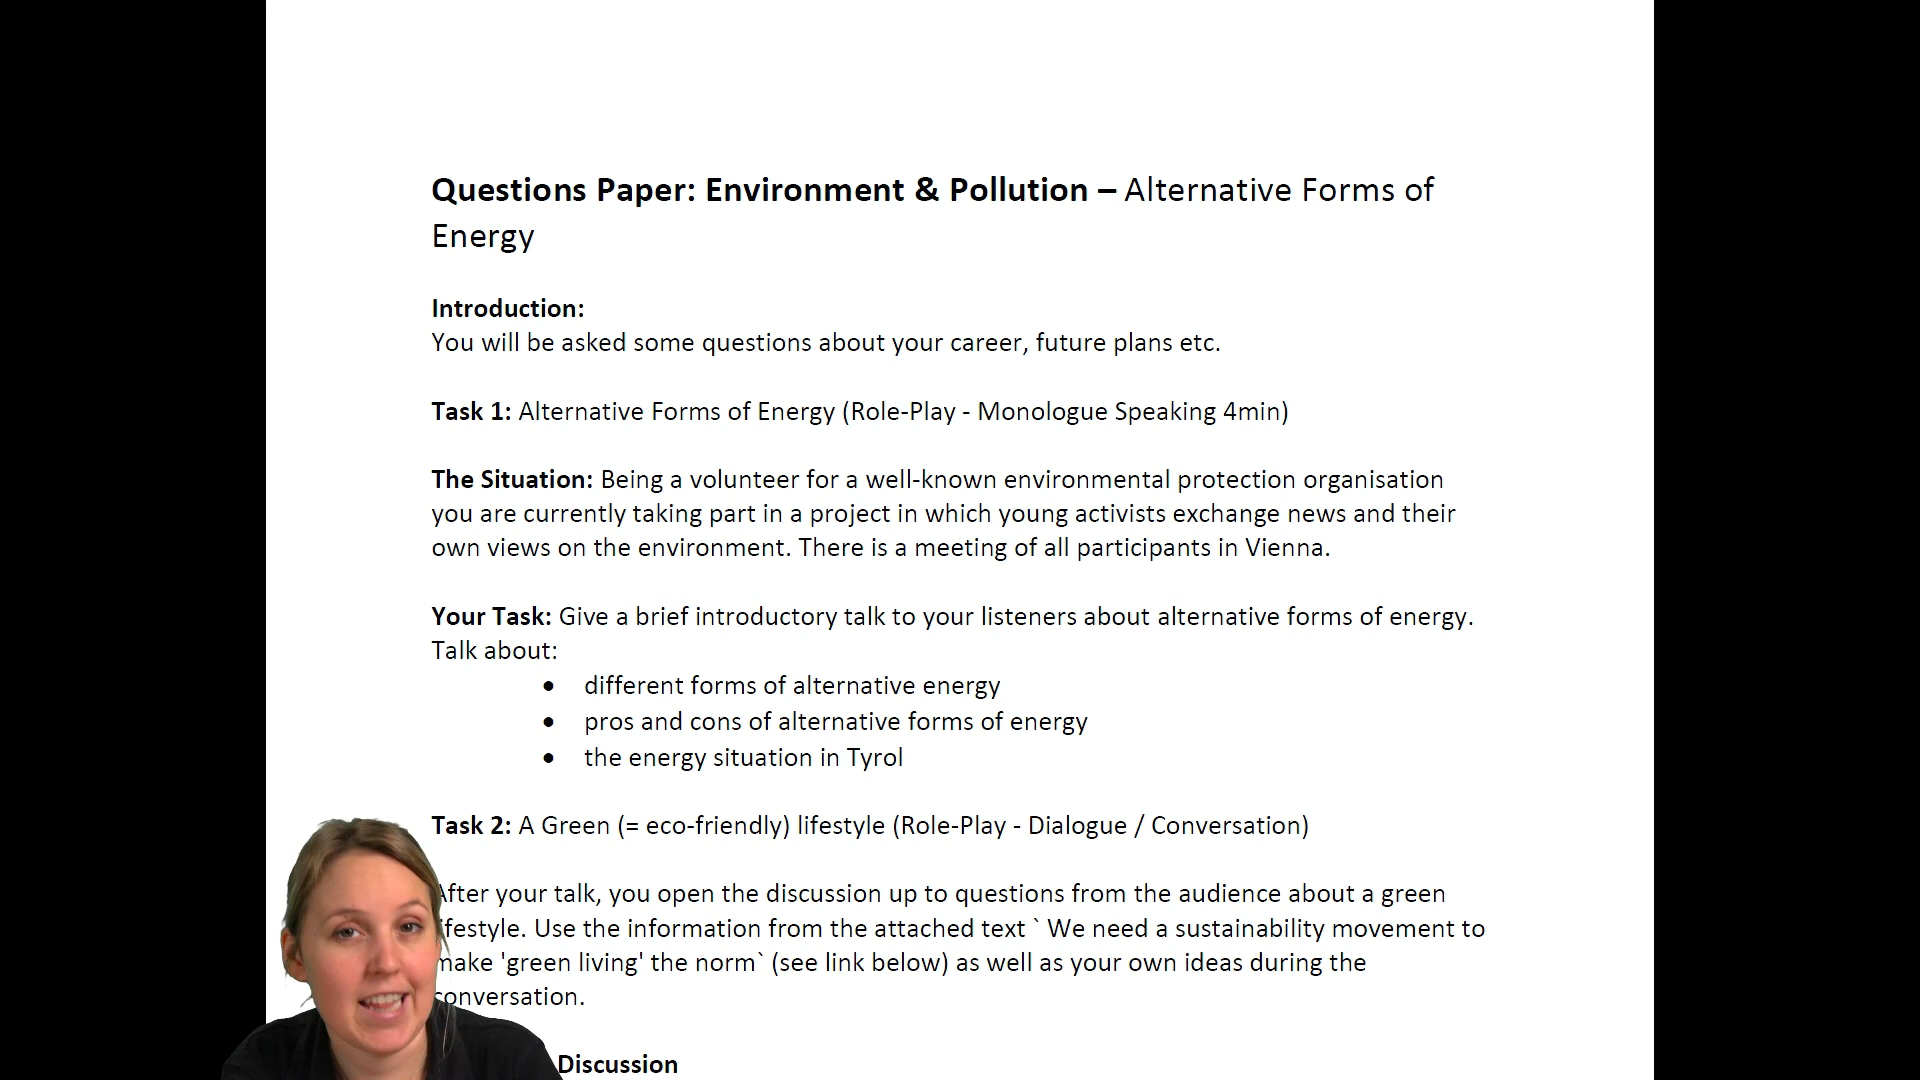 Questions Paper: Environment & Pollution – Alternative Forms of
Energy
Introduction:
You will be asked some questions about your career, future plans etc.
Task 1: Alternative Forms of Energy (Role-Play - Monologue Speaking 4min)
The Situation: Being a volunteer for a well-known environmental protection organisation
you are currently taking part in a project in which young activists exchange news and their
own views on the environment. There is a meeting of all participants in Vienna.
Your Task: Give a brief introductory talk to your listeners about alternative forms of energy.
Talk about:
• different forms of alternative energy
• pros and cons of alternative forms of energy
• the energy situation in Tyrol
Task 2: A Green (= eco-friendly) lifestyle (Role-Play - Dialogue / Conversation)
After your talk, you open the discussion up to questions from the audience about a green
lifestyle. Use the information from the attached text ` We need a sustainability movement to
make 'green living' the norm` (see link below) as well as your own ideas during the
conversation.
Discussion